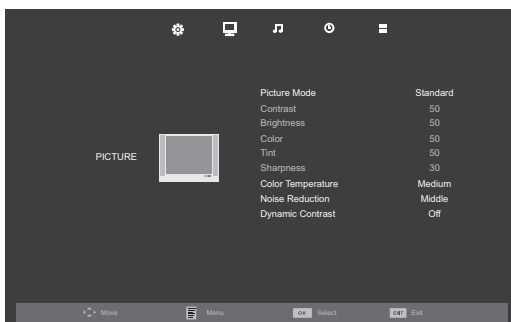 Picture Mode Standard
Contrast 50
Brightness 50
Color 50
Tint 50
Sharpness 30
PICTURE
Color Temperature Medium
Noise Reduction Middle
Dynamic Contrast Off
Move Menu OK Select EXIT Exit